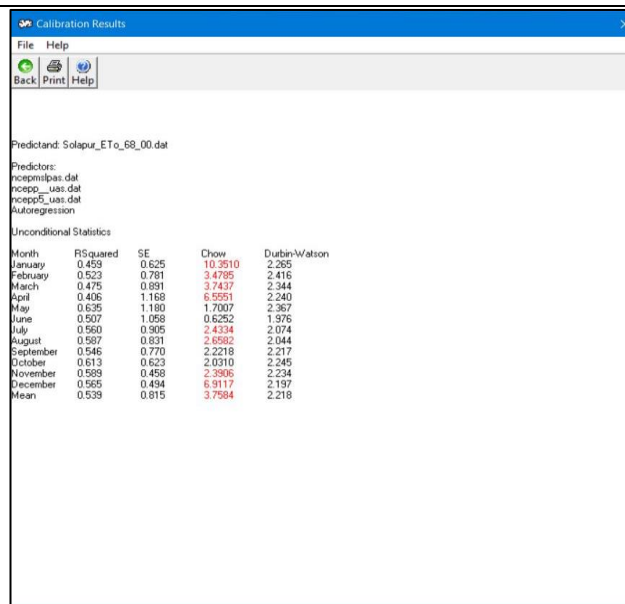 Calibration Results
File Help
Back Print Help
Predictand: Solapur_ETo_68_00.dat
Predictors:
ncepmslpas.dat
ncepp__uas.dat
ncepp5_uas.dat
Autoregression
Unconditional Statistics
Month RSquared SE Chow Durbin-Watson
January 0.459 0.625 10.3510 2.265
February 0.523 0.781 3.4785 2.416
March 0.475 0.891 3.7437 2.344
April 0.406 1.168 6.5551 2.240
May 0.635 1.180 1.7007 2.367
June 0.507 1.058 0.6252 1.976
July 0.560 0.905 2.4334 2.074
August 0.587 0.831 2.6582 2.044
September 0.546 0.770 2.2218 2.217
October 0.613 0.623 2.0310 2.245
November 0.589 0.458 2.3906 2.234
December 0.565 0.494 6.9117 2.197
Mean 0.539 0.815 3.7584 2.218